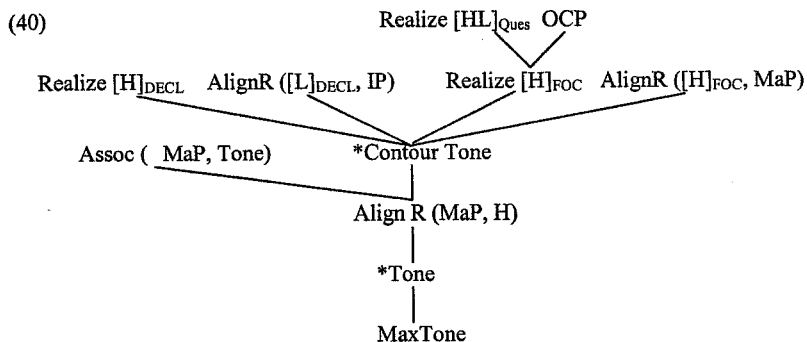 (40)
Realize [HL]Ques OCP
Realize [H]DECL AlignR ([L]DECL, IP) Realize [H]FOC AlignR ([H]FOC, MaP)
*Contour Tone
Assoc ( MaP, Tone)
Align R (MaP, H)
*Tone
MaxTone